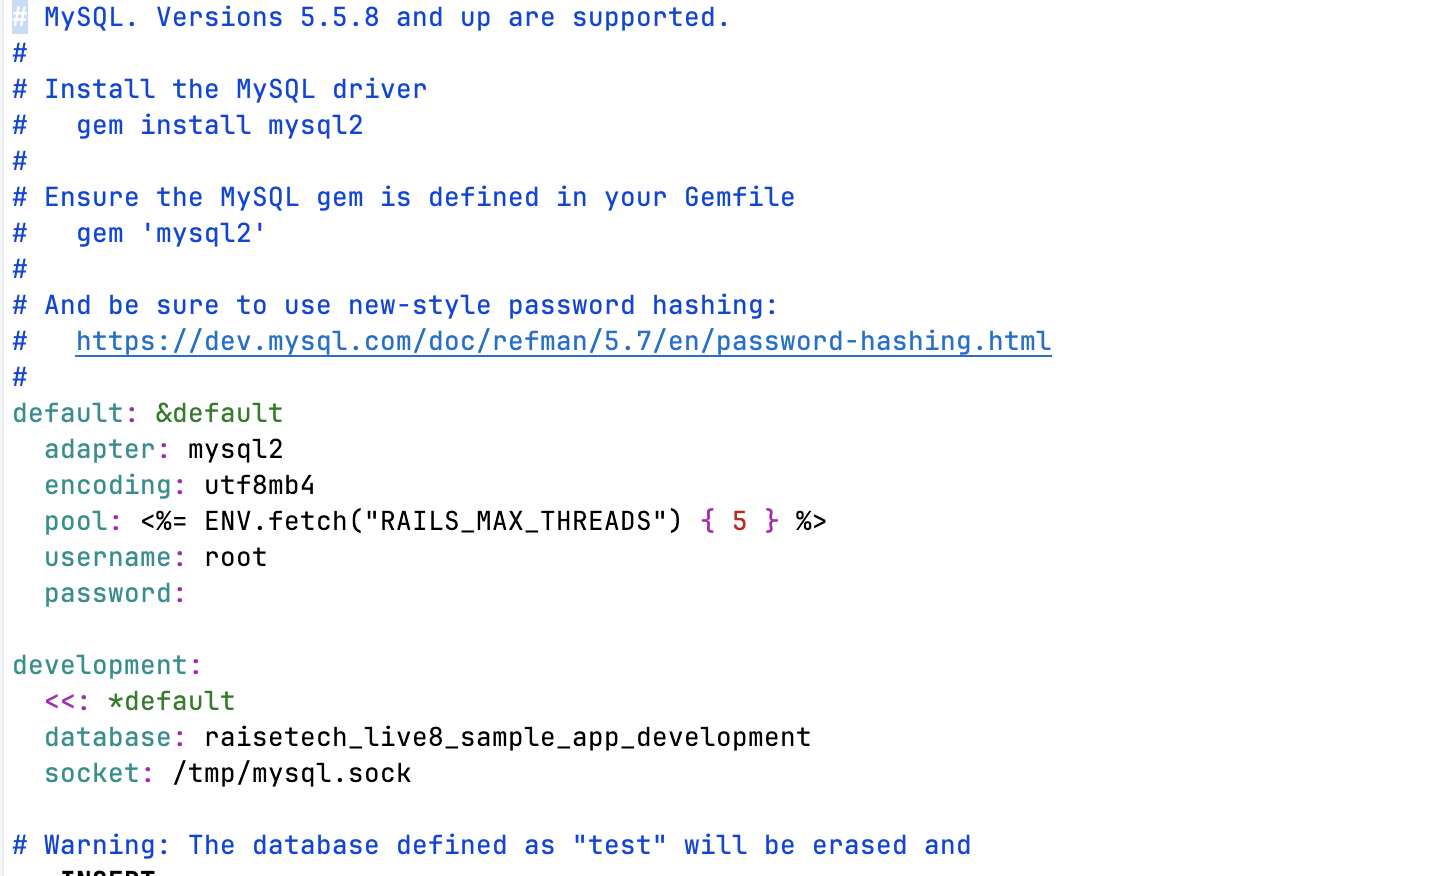 # MySQL. Versions 5.5.8 and up are supported.
#
# Install the MySQL driver
#   gem install mysql2
#
# Ensure the MySQL gem is defined in your Gemfile
#   gem 'mysql2'
#
# And be sure to use new-style password hashing:
#   https://dev.mysql.com/doc/refman/5.7/en/password-hashing.html
#
default: &default
  adapter: mysql2
  encoding: utf8mb4
  pool: <%= ENV.fetch("RAILS_MAX_THREADS") { 5 } %>
  username: root
  password:

development:
  <<: *default
  database: raisetech_live8_sample_app_development
  socket: /tmp/mysql.sock

# Warning: The database defined as "test" will be erased and